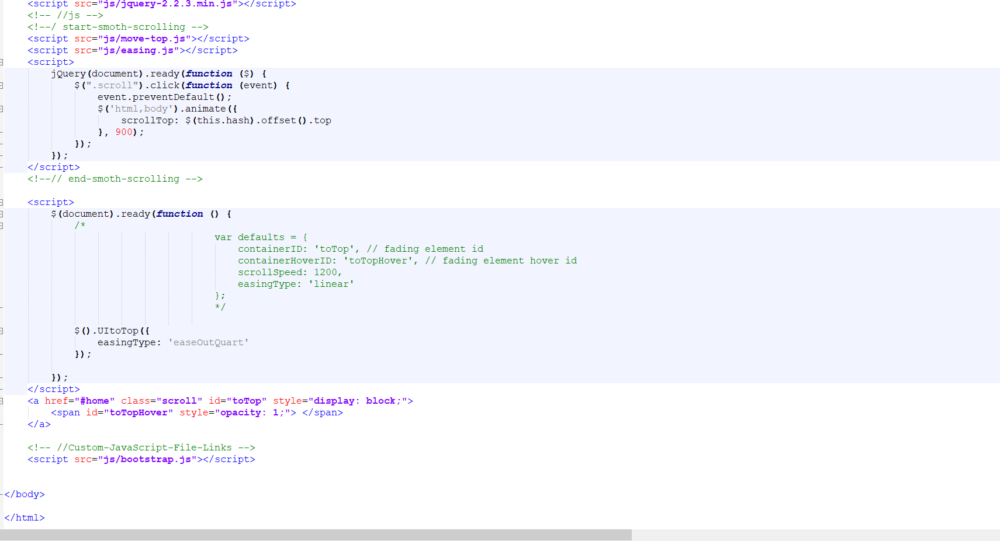 <script src="js/jquery-2.2.3.min.js"></script>
<!-- //js -->
<!--/ start-smoth-scrolling -->
<script src="js/move-top.js"></script>
<script src="js/easing.js"></script>
<script>
jQuery(document).ready(function ($) {
$(".scroll").click(function (event) {
event.preventDefault();
$('html,body').animate({
scrollTop: $(this.hash).offset().top
}, 900);
});
});
</script>
<!--// end-smoth-scrolling -->
<script>
$(document).ready(function () {
/*
var defaults = {
containerID: 'toTop', // fading element id
containerHoverID: 'toTopHover', // fading element hover id
scrollSpeed: 1200,
easingType: 'linear'
};
*/
$().UItoTop({
easingType: 'easeOutQuart'
});
});
</script>
<a href="#home" class="scroll" id="toTop" style="display: block;">
<span id="toTopHover" style="opacity: 1;"> </span>
</a>
<!-- //Custom-JavaScript-File-Links -->
<script src="js/bootstrap.js"></script>
</body>
</html>